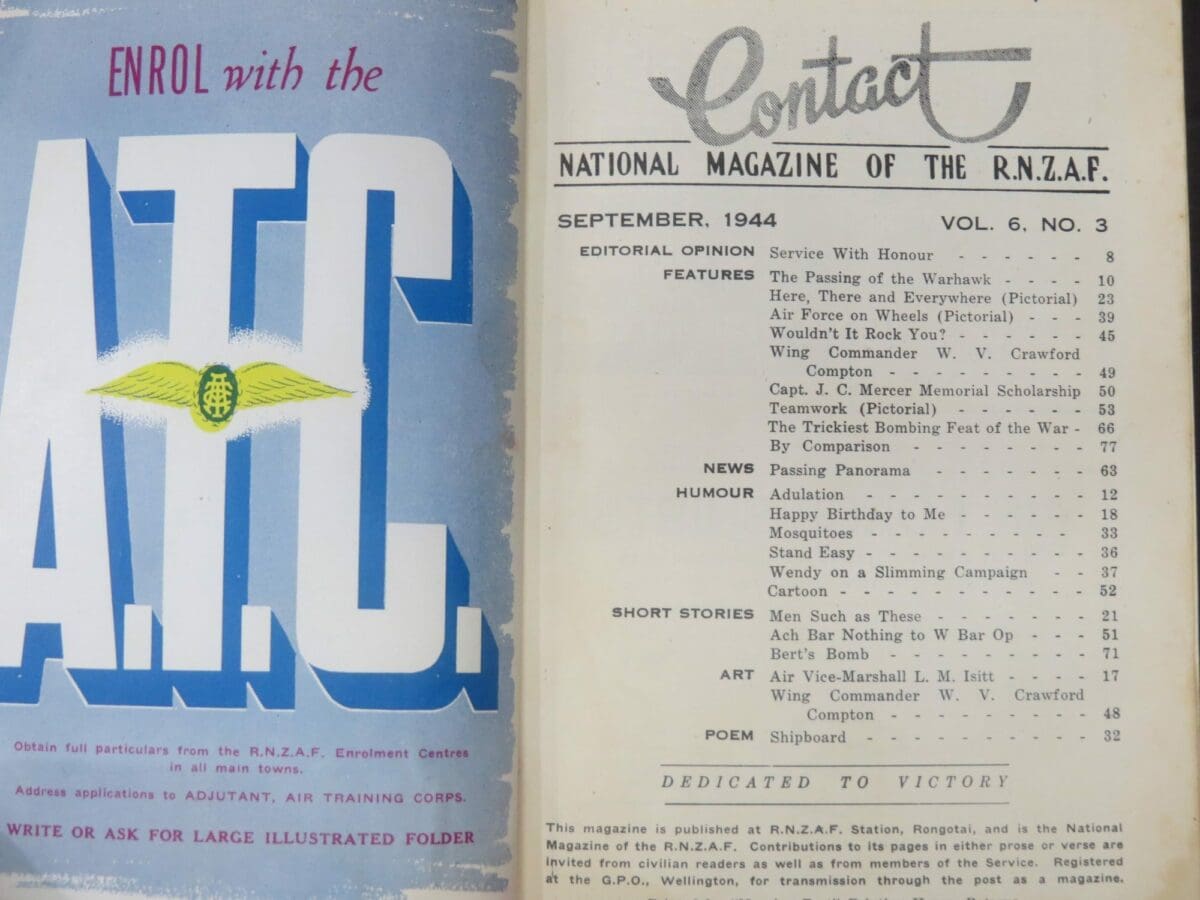 ENROL with the
A.T.C.
ATC
Obtain full particulars from the R.N.Z.A.F. Enrolment Centres
in all main towns.
Address applications to ADJUTANT, AIR TRAINING CORPS.
WRITE OR ASK FOR LARGE ILLUSTRATED FOLDER
Contact
NATIONAL MAGAZINE OF THE R.N.Z.A.F.
SEPTEMBER, 1944 VOL. 6, NO. 3
EDITORIAL OPINION Service With Honour - - - - - - 8
FEATURES The Passing of the Warhawk - - - - 10
Here, There and Everywhere (Pictorial) 23
Air Force on Wheels (Pictorial) - - - 39
Wouldn't It Rock You? - - - - - - 45
Wing Commander W. V. Crawford
Compton - - - - - - - - - 49
Capt. J. C. Mercer Memorial Scholarship 50
Teamwork (Pictorial) - - - - - - 53
The Trickiest Bombing Feat of the War - 66
By Comparison - - - - - - - - 77
NEWS Passing Panorama - - - - - - - 63
HUMOUR Adulation - - - - - - - - - - 12
Happy Birthday to Me - - - - - - 18
Mosquitoes - - - - - - - - - 33
Stand Easy - - - - - - - - - - 36
Wendy on a Slimming Campaign - - 37
Cartoon - - - - - - - - - - - 52
SHORT STORIES Men Such as These - - - - - - - 21
Ach Bar Nothing to W Bar Op - - - 51
Bert's Bomb - - - - - - - - - 71
ART Air Vice-Marshall L. M. Isitt - - - - 17
Wing Commander W. V. Crawford
Compton - - - - - - - - - 48
POEM Shipboard - - - - - - - - - - 32
DEDICATED TO VICTORY
This magazine is published at R.N.Z.A.F. Station, Rongotai, and is the National
Magazine of the R.N.Z.A.F. Contributions to its pages in either prose or verse are
invited from civilian readers as well as from members of the Service. Registered
at the G.P.O., Wellington, for transmission through the post as a magazine.